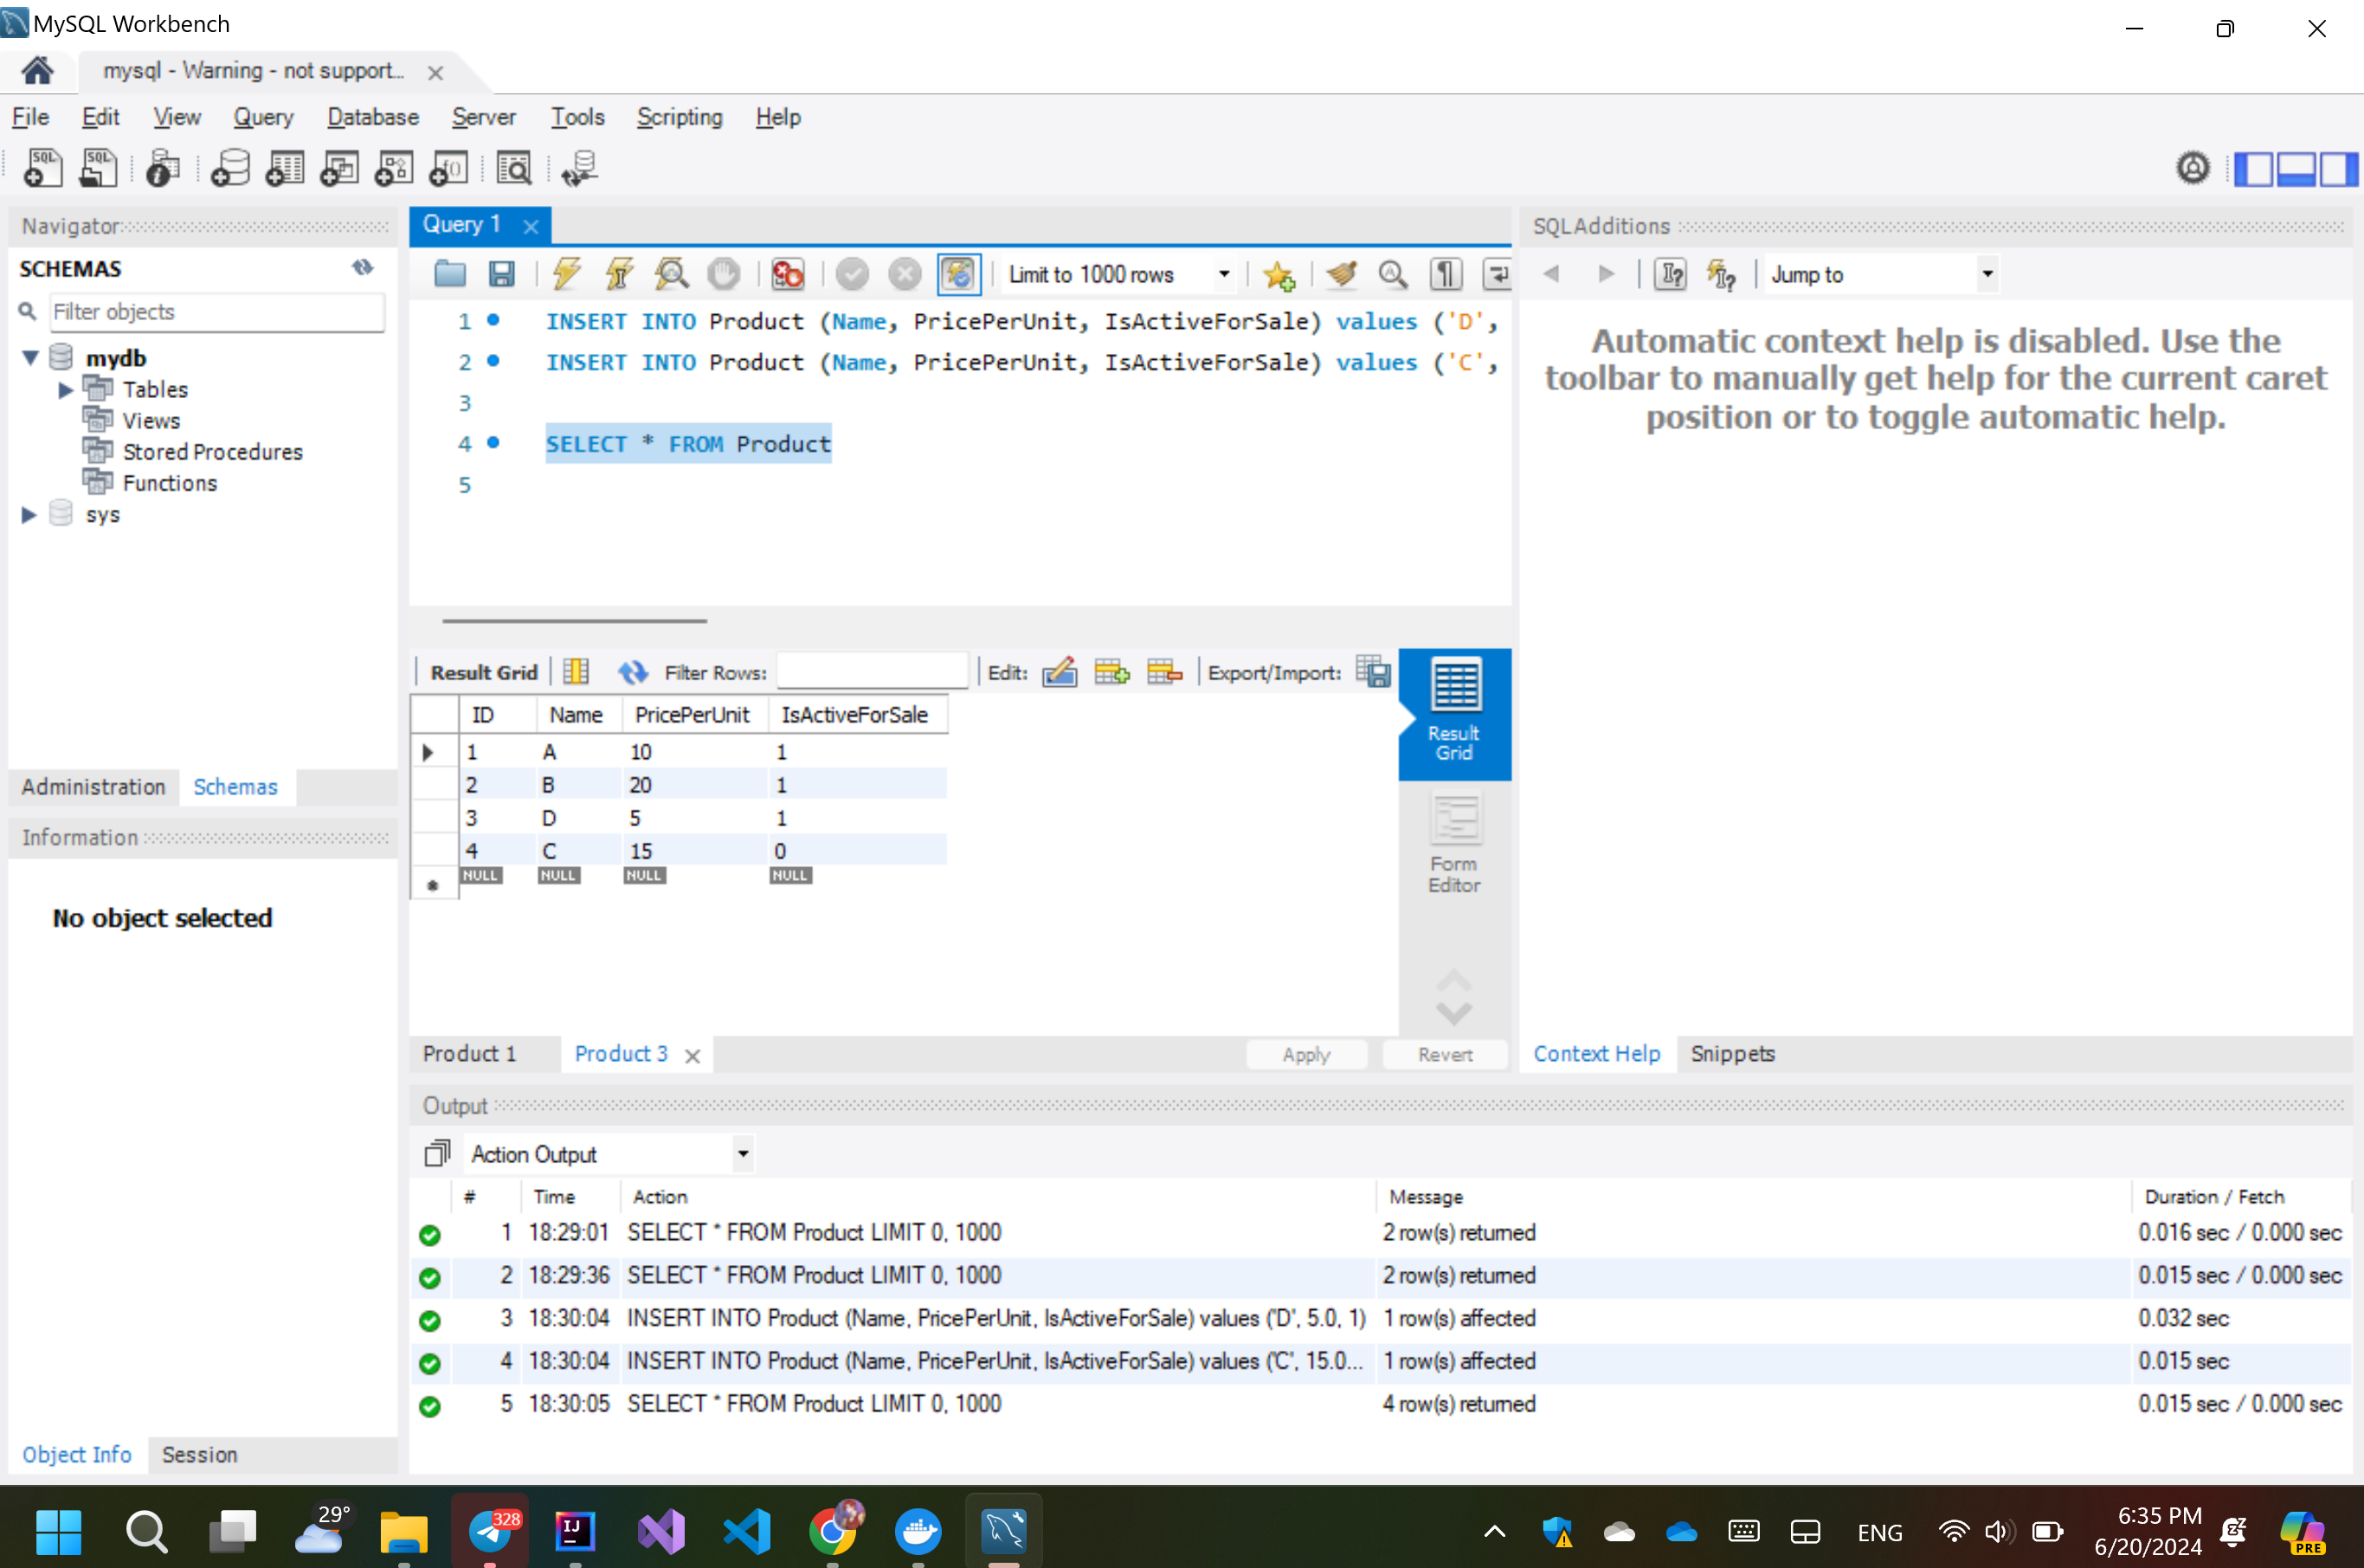 MySQL Workbench
mysql - Warning - not support...
File Edit View Query Database Server Tools Scripting Help
Navigator
SCHEMAS
Filter objects
mydb
Tables
Views
Stored Procedures
Functions
sys
Administration Schemas
Information
No object selected
Object Info Session
Query 1
Limit to 1000 rows
1 INSERT INTO Product (Name, PricePerUnit, IsActiveForSale) values ('D',
2 INSERT INTO Product (Name, PricePerUnit, IsActiveForSale) values ('C',
3
4 SELECT * FROM Product
5
Result Grid Filter Rows: Edit: Export/Import:
ID Name PricePerUnit IsActiveForSale
1 A 10 1
2 B 20 1
3 D 5 1
4 C 15 0
NULL NULL NULL NULL
Result
Grid
Form
Editor
Product 1 Product 3 Apply Revert
SQLAdditions
Jump to
Automatic context help is disabled. Use the
toolbar to manually get help for the current caret
position or to toggle automatic help.
Context Help Snippets
Output
Action Output
# Time Action Message Duration / Fetch
1 18:29:01 SELECT * FROM Product LIMIT 0, 1000 2 row(s) returned 0.016 sec / 0.000 sec
2 18:29:36 SELECT * FROM Product LIMIT 0, 1000 2 row(s) returned 0.015 sec / 0.000 sec
3 18:30:04 INSERT INTO Product (Name, PricePerUnit, IsActiveForSale) values ('D', 5.0, 1) 1 row(s) affected 0.032 sec
4 18:30:04 INSERT INTO Product (Name, PricePerUnit, IsActiveForSale) values ('C', 15.0... 1 row(s) affected 0.015 sec
5 18:30:05 SELECT * FROM Product LIMIT 0, 1000 4 row(s) returned 0.015 sec / 0.000 sec
29°
328
IJ
ENG
6:35 PM
6/20/2024
PRE